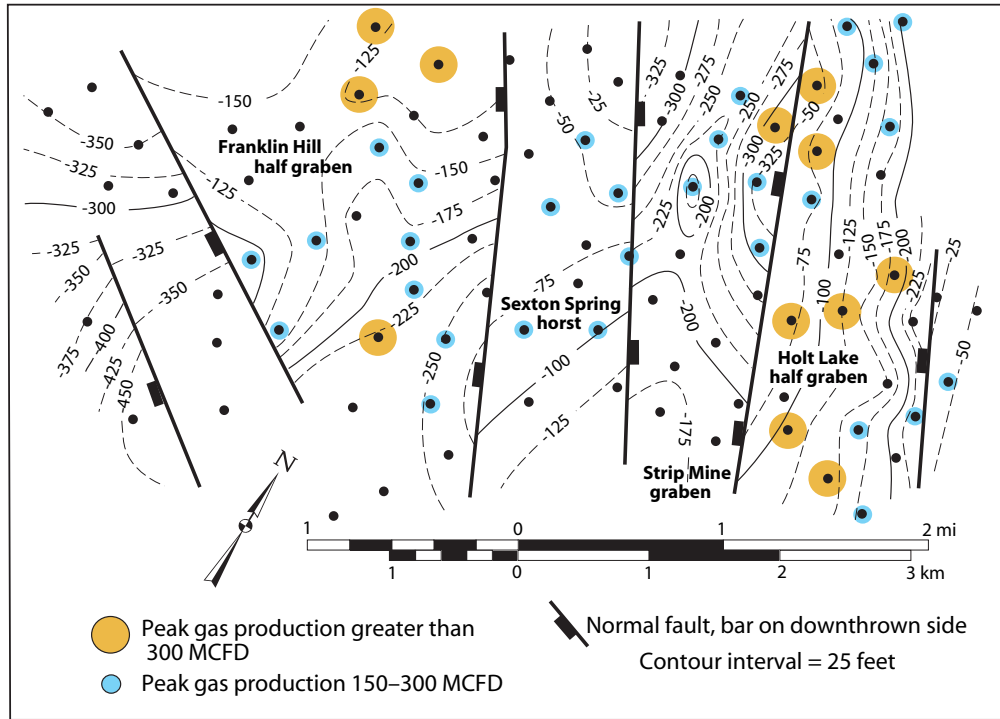 -125
-325
-275
-275
-150
-25
-300
-250
-250
-50
-350
-50
-300
-325
Franklin Hill
half graben
-150
-325
-125
-175
-300
-225
200
-125
-150
-175
-200
-325
-325
-200
-75
-75
-25
-350
-350
-225
Sexton Spring
horst
-200
-100
-225
-400
-375
-425
-250
-100
Holt Lake
half graben
-50
-450
-125
-175
Strip Mine
graben
N
1 0 1 2 mi
1 0 1 2 3 km
Peak gas production greater than
300 MCFD
Peak gas production 150–300 MCFD
Normal fault, bar on downthrown side
Contour interval = 25 feet